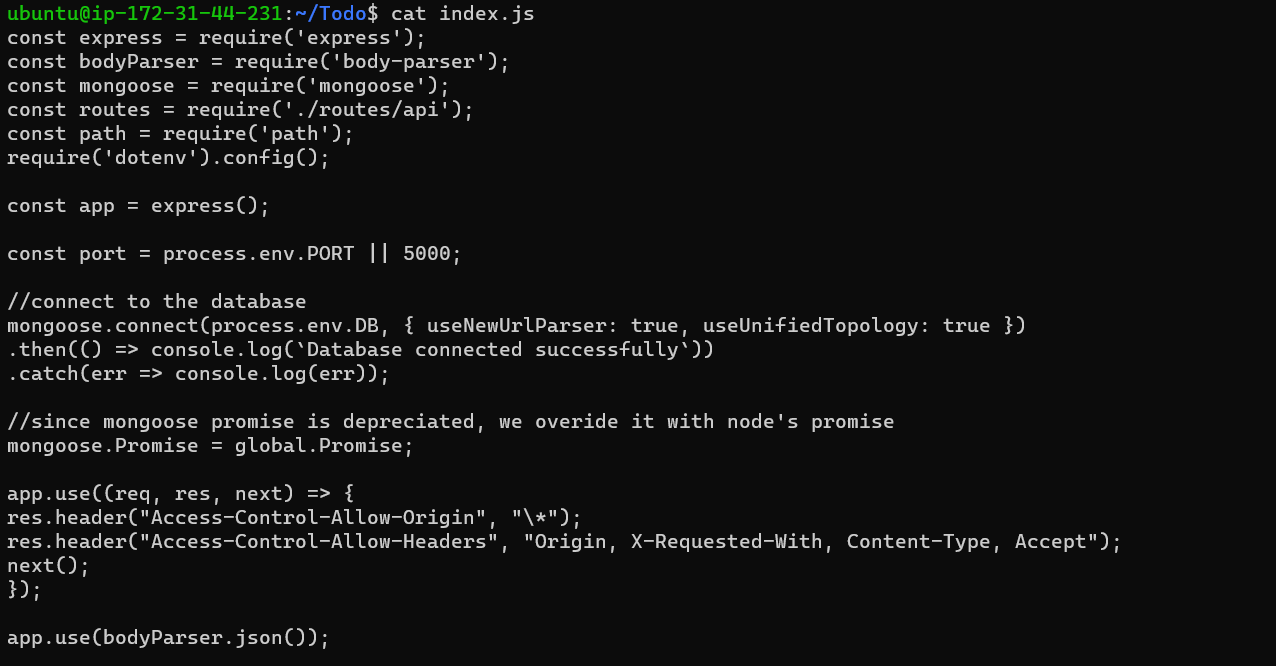 ubuntu@ip-172-31-44-231:~/Todo$ cat index.js
const express = require('express');
const bodyParser = require('body-parser');
const mongoose = require('mongoose');
const routes = require('./routes/api');
const path = require('path');
require('dotenv').config();

const app = express();

const port = process.env.PORT || 5000;

//connect to the database
mongoose.connect(process.env.DB, { useNewUrlParser: true, useUnifiedTopology: true })
.then(() => console.log(`Database connected successfully`))
.catch(err => console.log(err));

//since mongoose promise is depreciated, we overide it with node's promise
mongoose.Promise = global.Promise;

app.use((req, res, next) => {
res.header("Access-Control-Allow-Origin", "\*");
res.header("Access-Control-Allow-Headers", "Origin, X-Requested-With, Content-Type, Accept");
next();
});

app.use(bodyParser.json());